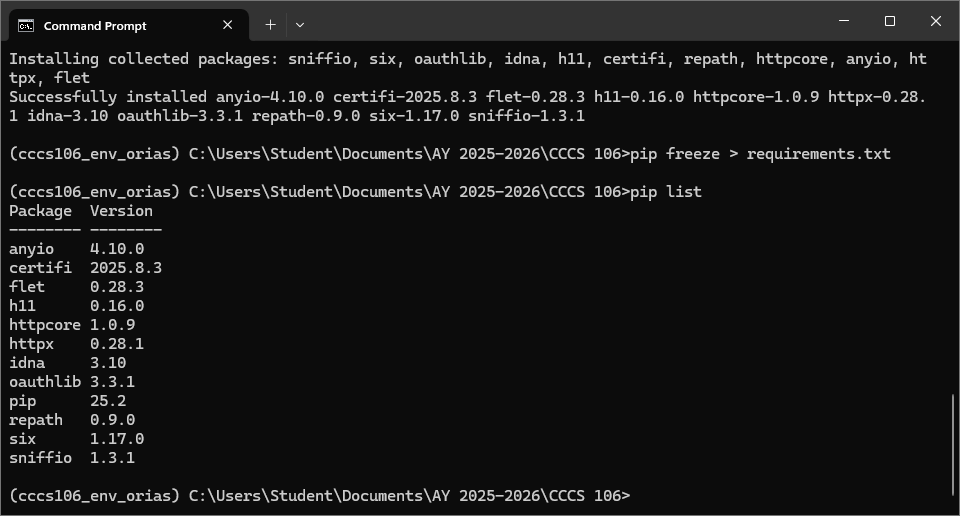 Command Prompt
Installing collected packages: sniffio, six, oauthlib, idna, h11, certifi, repath, httpcore, anyio, ht
tpx, flet
Successfully installed anyio-4.10.0 certifi-2025.8.3 flet-0.28.3 h11-0.16.0 httpcore-1.0.9 httpx-0.28.
1 idna-3.10 oauthlib-3.3.1 repath-0.9.0 six-1.17.0 sniffio-1.3.1
(cccs106_env_orias) C:\Users\Student\Documents\AY 2025-2026\CCCS 106>pip freeze > requirements.txt
(cccs106_env_orias) C:\Users\Student\Documents\AY 2025-2026\CCCS 106>pip list
Package  Version
-------- --------
anyio    4.10.0
certifi  2025.8.3
flet     0.28.3
h11      0.16.0
httpcore 1.0.9
httpx    0.28.1
idna     3.10
oauthlib 3.3.1
pip      25.2
repath   0.9.0
six      1.17.0
sniffio  1.3.1
(cccs106_env_orias) C:\Users\Student\Documents\AY 2025-2026\CCCS 106>